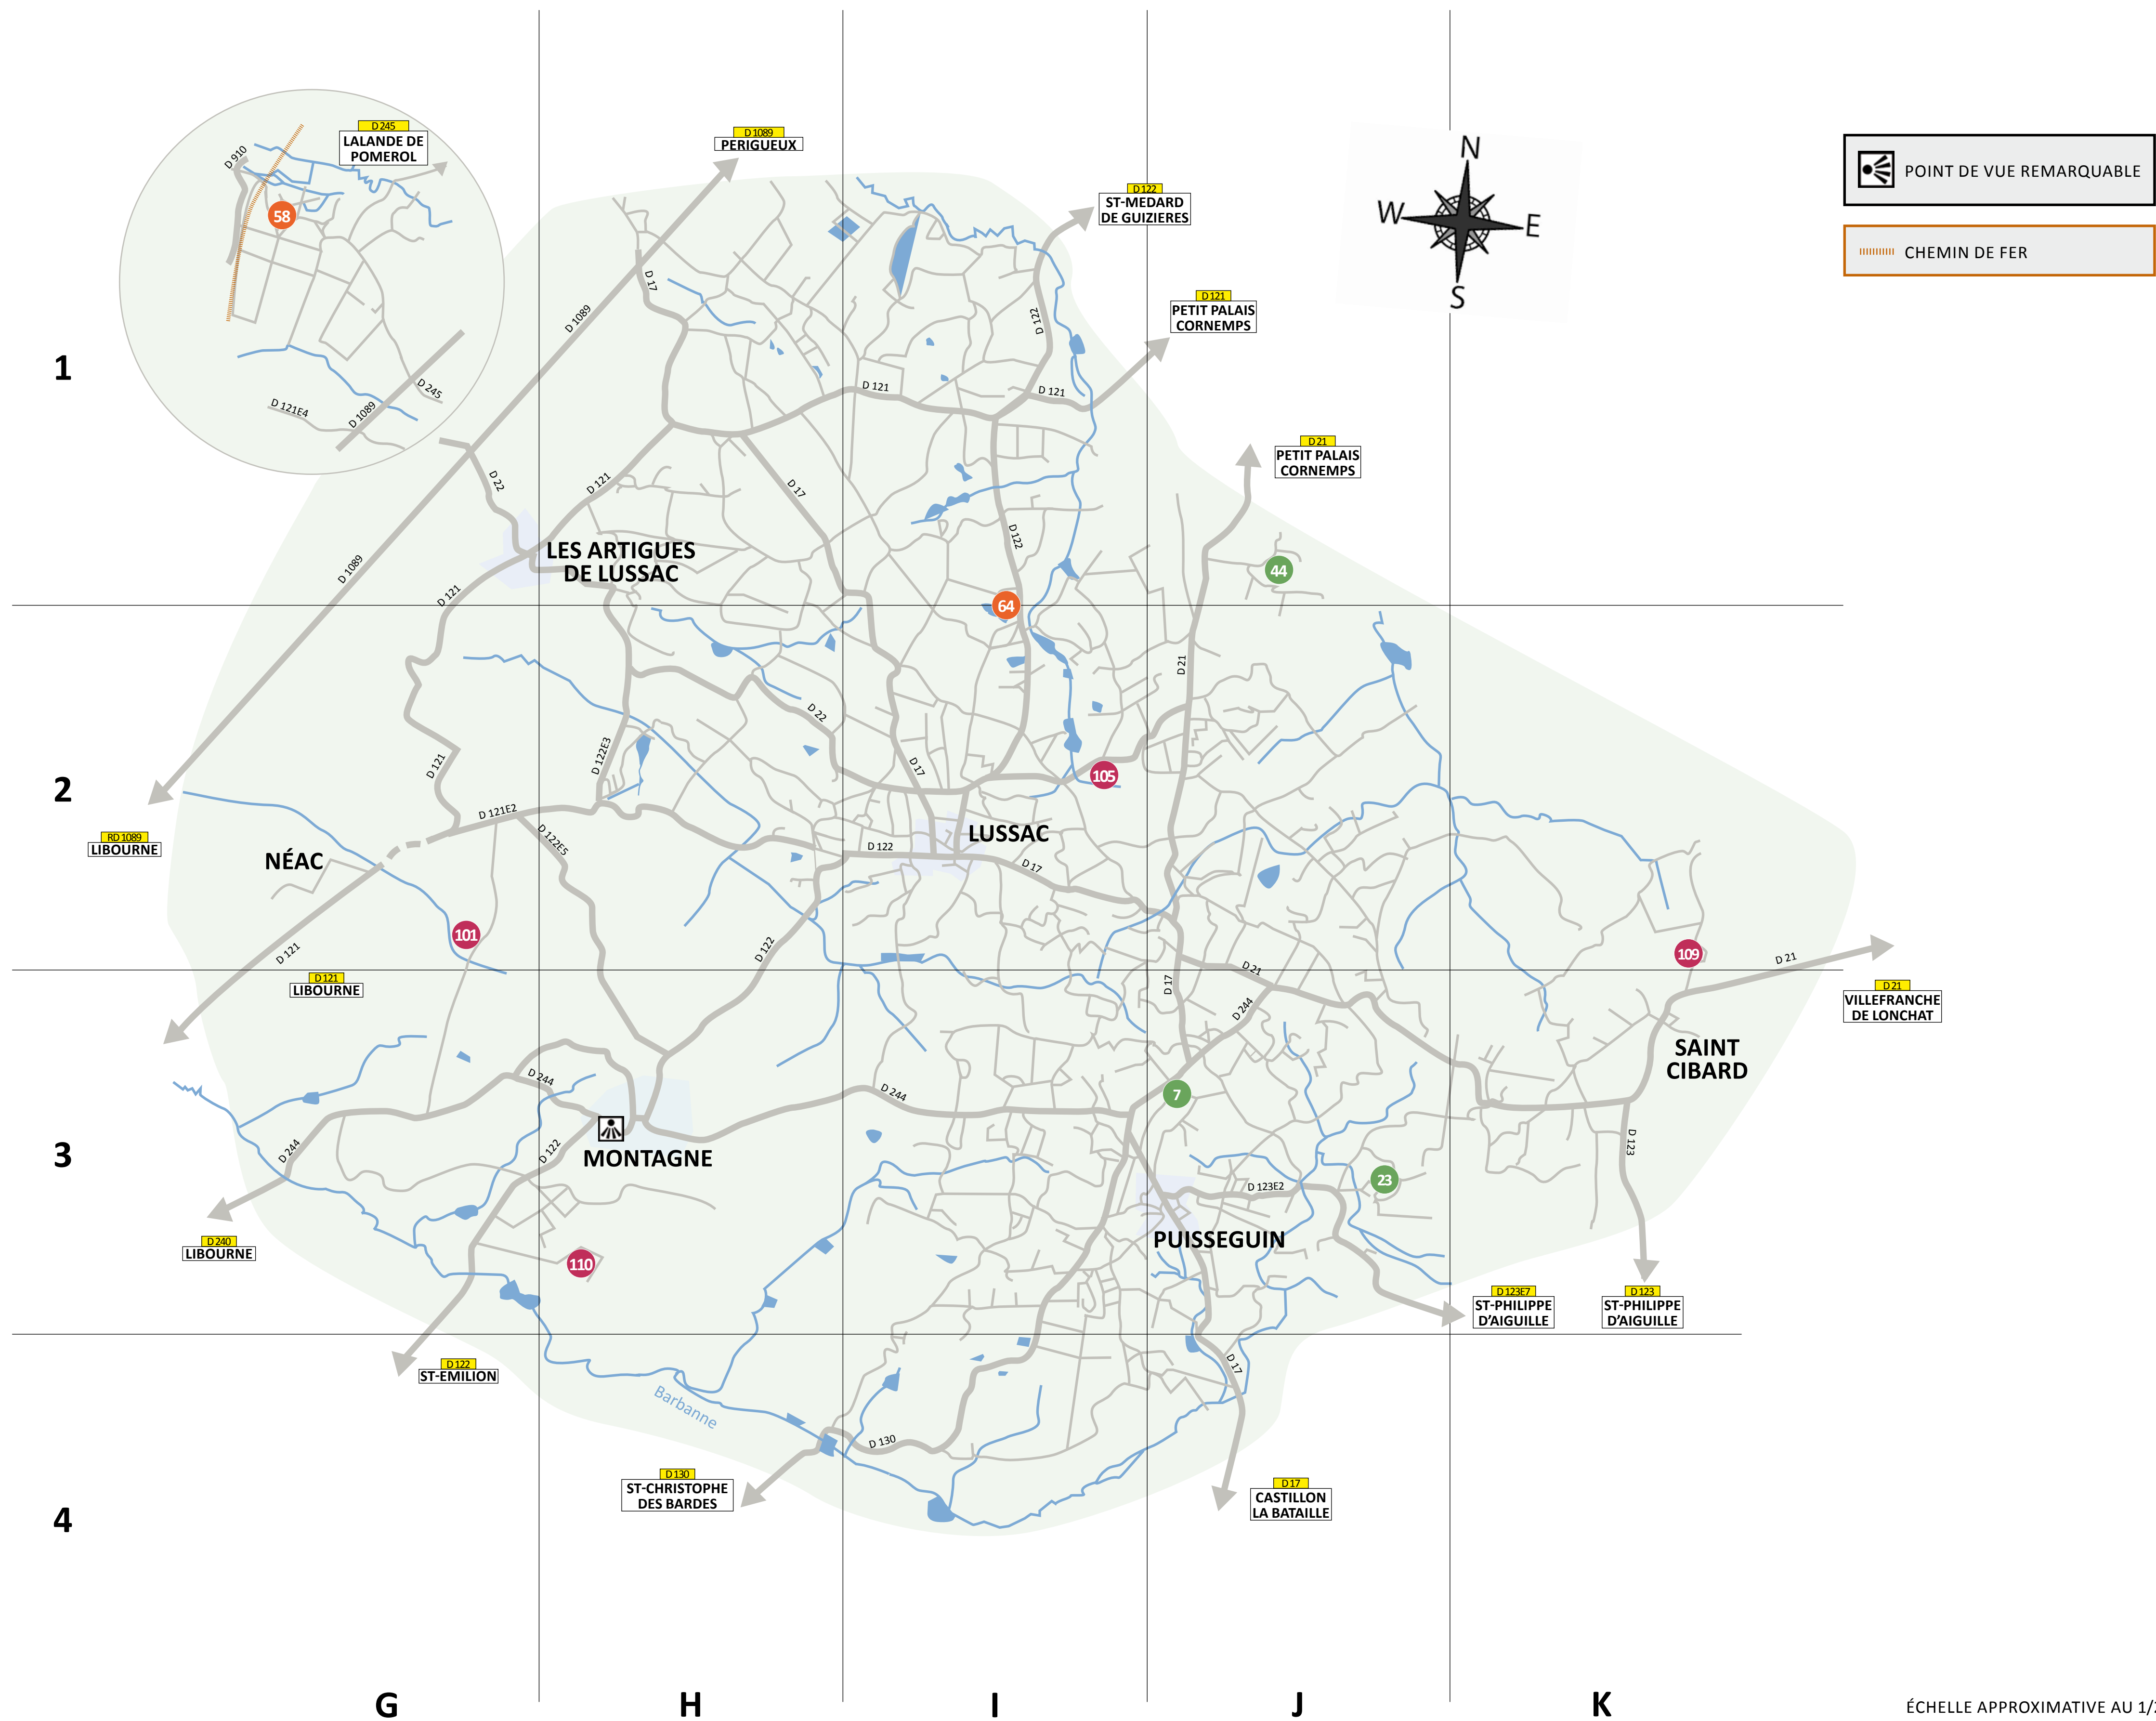 D 245
LALANDE DE
POMEROL
D 910
58
D 121E4
D 1089
D 245
D 1089
PERIGUEUX
D 122
ST-MEDARD
DE GUIZIERES
D 121
PETIT PALAIS
CORNEMPS
D 21
PETIT PALAIS
CORNEMPS
N
W
E
S
POINT DE VUE REMARQUABLE
CHEMIN DE FER
1
D 17
D 1089
D 122
D 121
D 121
D 22
D 121
D 17
D 122
LES ARTIGUES
DE LUSSAC
D 1089
D 121
44
64
2
D 21
D 22
D 122E3
D 17
D 121
105
D 121E2
D 122E5
LUSSAC
D 122
D 17
RD 1089
LIBOURNE
NÉAC
101
D 121
D 122
109
D 21
D 21
D 121
LIBOURNE
D 17
D 244
D 21
VILLEFRANCHE
DE LONCHAT
SAINT
CIBARD
3
D 244
D 244
7
D 244
D 122
MONTAGNE
D 123
23
D 123E2
PUISSEGUIN
D 240
LIBOURNE
110
D 123E7
ST-PHILIPPE
D'AIGUILLE
D 123
ST-PHILIPPE
D'AIGUILLE
D 122
ST-EMILION
D 17
Barbanne
D 130
D 130
ST-CHRISTOPHE
DES BARDES
D 17
CASTILLON
LA BATAILLE
4
G
H
I
J
K
ÉCHELLE APPROXIMATIVE AU